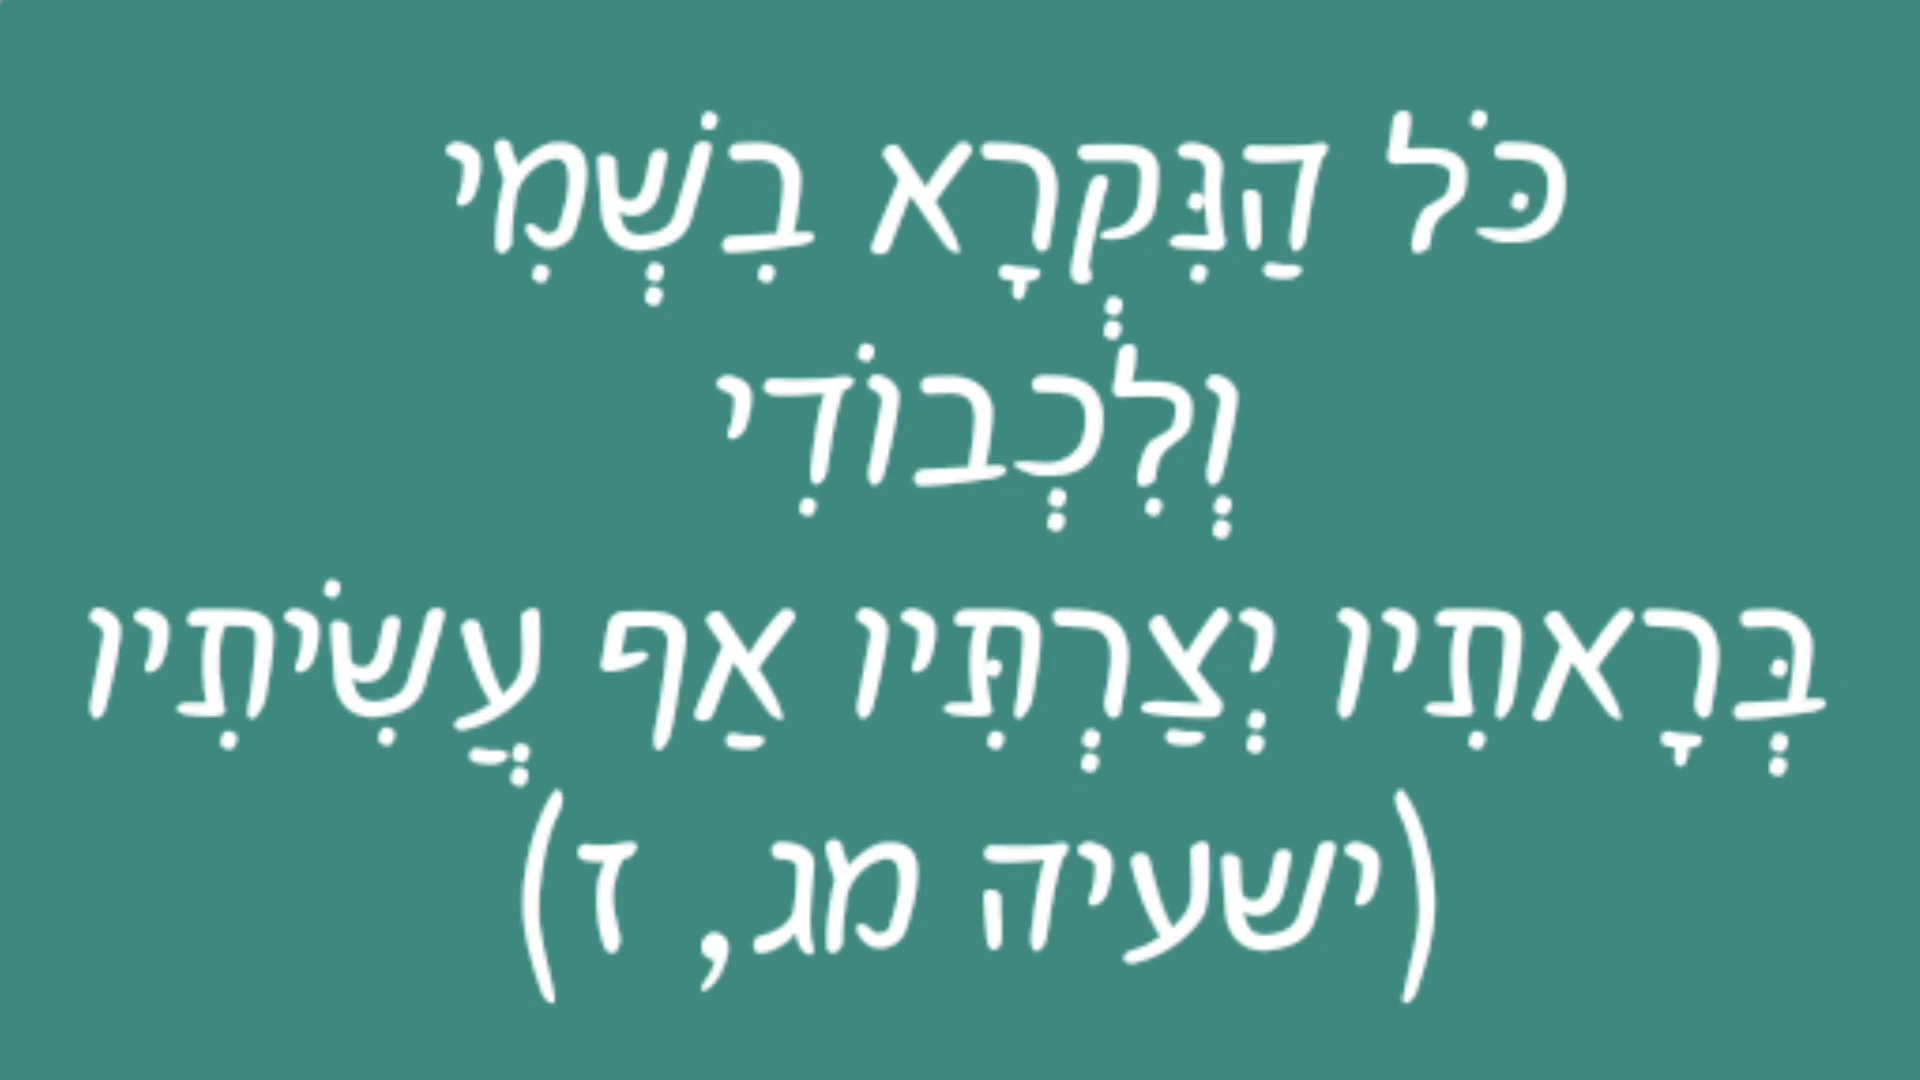 כֹּל הַנִּקְרָא בִשְׁמִי
וְלִכְבוֹדִי
בְּרָאתִיו יְצַרְתִּיו אַף עֲשִׂיתִיו
(ישעיה מג, ז)